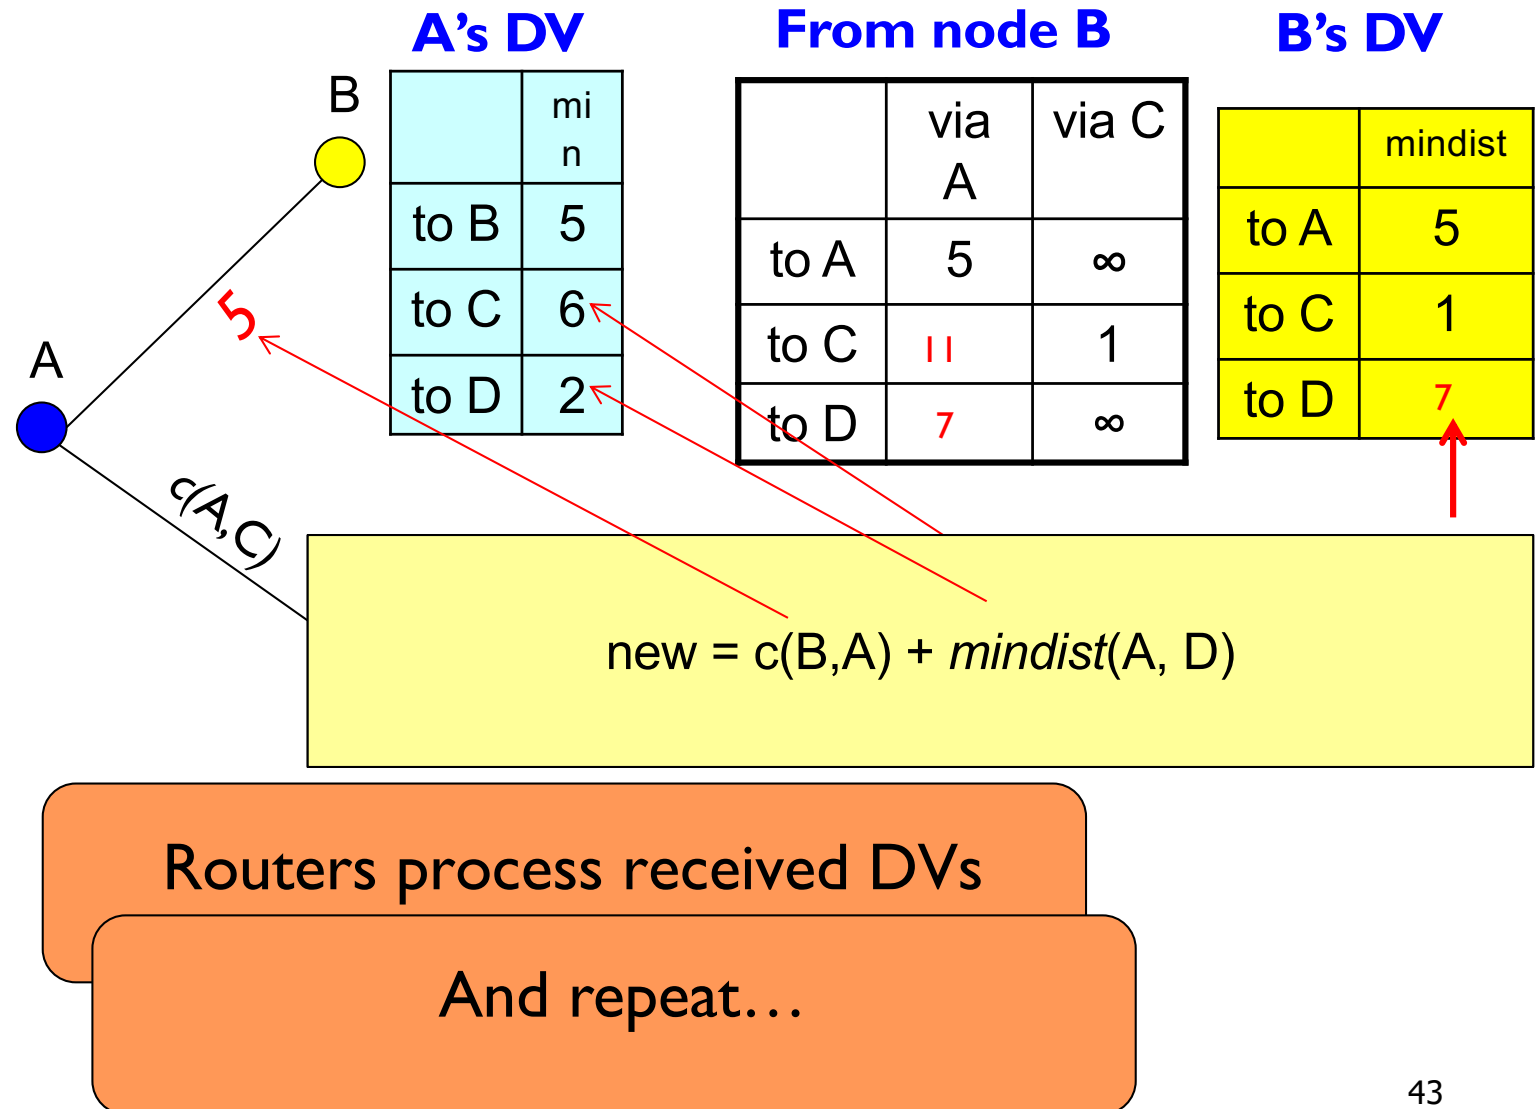 A's DV
From node B
B's DV
B
A
5
c(A,C)
mi
n
to B 5
to C 6
to D 2
via
A
via C
to A 5 ∞
to C 11 1
to D 7 ∞
mindist
to A 5
to C 1
to D 7
new = c(B,A) + mindist(A, D)
Routers process received DVs
And repeat…
43